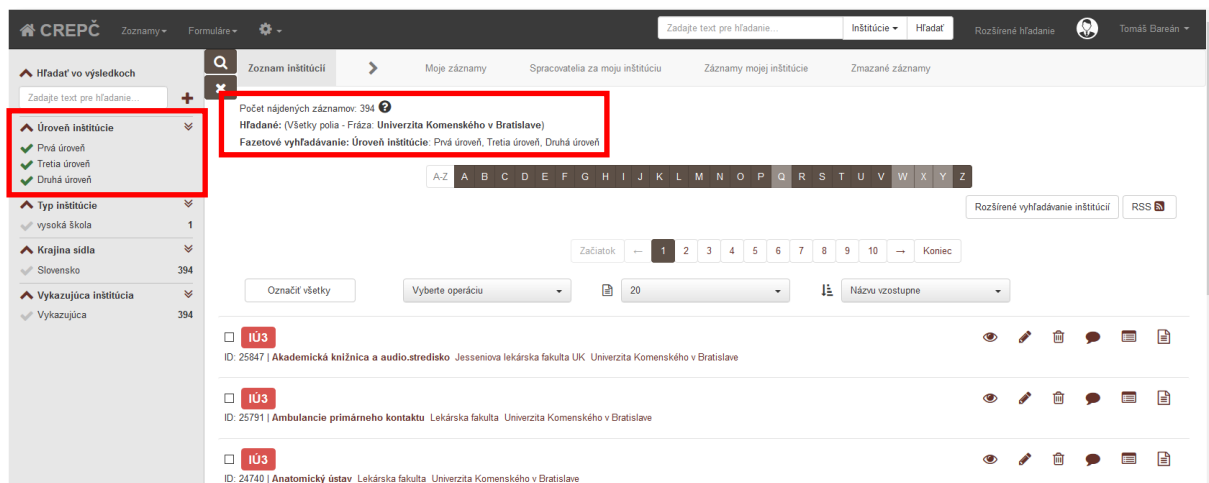 CREPČ Zoznamy Formuláre Zadajte text pre hľadanie... Inštitúcie Hľadať Rozšírené hľadanie Tomáš Bareán
Hľadať vo výsledkoch
Zadajte text pre hľadanie...
Úroveň inštitúcie
Prvá úroveň
Tretia úroveň
Druhá úroveň
Typ inštitúcie
vysoká škola 1
Krajina sídla
Slovensko 394
Vykazujúca inštitúcia
Vykazujúca 394
Zoznam inštitúcií Moje záznamy Spracovatelia za moju inštitúciu Záznamy mojej inštitúcie Zmazané záznamy
Počet nájdených záznamov: 394
Hľadané: (Všetky polia - Fráza: Univerzita Komenského v Bratislave)
Fazetové vyhľadávanie: Úroveň inštitúcie: Prvá úroveň, Tretia úroveň, Druhá úroveň
A-Z A B C D E F G H I J K L M N O P Q R S T U V W X Y Z
Rozšírené vyhľadávanie inštitúcií RSS
Začiatok ← 1 2 3 4 5 6 7 8 9 10 → Koniec
Označiť všetky Vyberte operáciu 20 Názvu vzostupne
IÚ3
ID: 25847 | Akademická knižnica a audio.stredisko Jesseniova lekárska fakulta UK Univerzita Komenského v Bratislave
IÚ3
ID: 25791 | Ambulancie primárneho kontaktu Lekárska fakulta Univerzita Komenského v Bratislave
IÚ3
ID: 24740 | Anatomický ústav Lekárska fakulta Univerzita Komenského v Bratislave